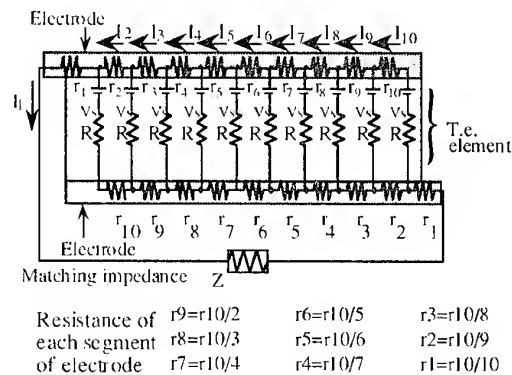 Electrode
I2 I3 I4 I5 I6 I7 I8 I9 I10
r1 r2 r3 r4 r5 r6 r7 r8 r9 r10
I1
Vs Vs Vs Vs Vs Vs Vs Vs Vs
R R R R R R R R R
T.e.
element
r10 r9 r8 r7 r6 r5 r4 r3 r2 r1
Electrode
Matching impedance Z
Resistance of r9=r10/2 r6=r10/5 r3=r10/8
each segment r8=r10/3 r5=r10/6 r2=r10/9
of electrode r7=r10/4 r4=r10/7 r1=r10/10